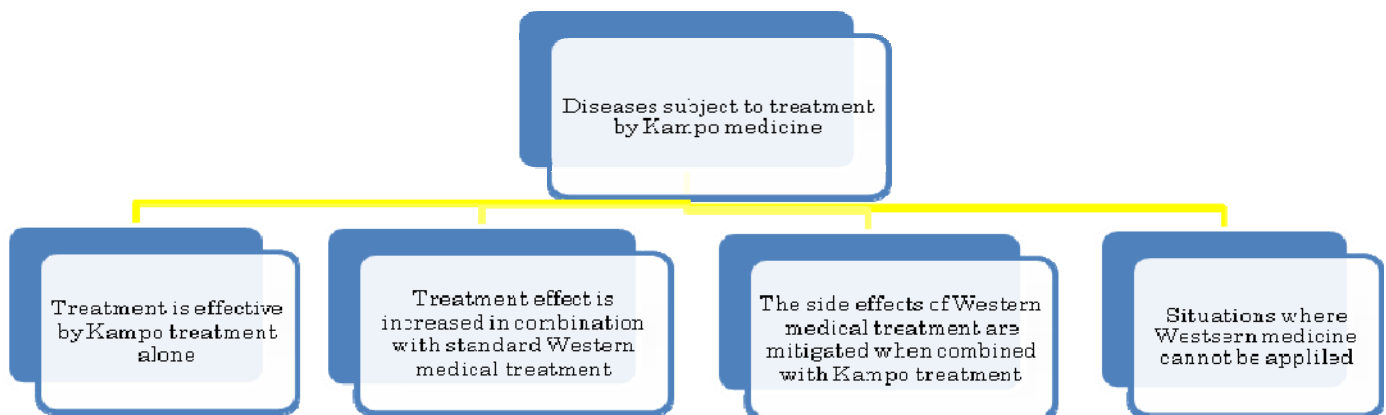 Diseases subject to treatment
by Kampo medicine
Treatment is effective
by Kampo treatment
alone
Treatment effect is
increased in combination
with standard Western
medical treatment
The side effects of Western
medical treatment are
mitigated when combined
with Kampo treatment
Situations where
Westsern medicine
cannot be appliled